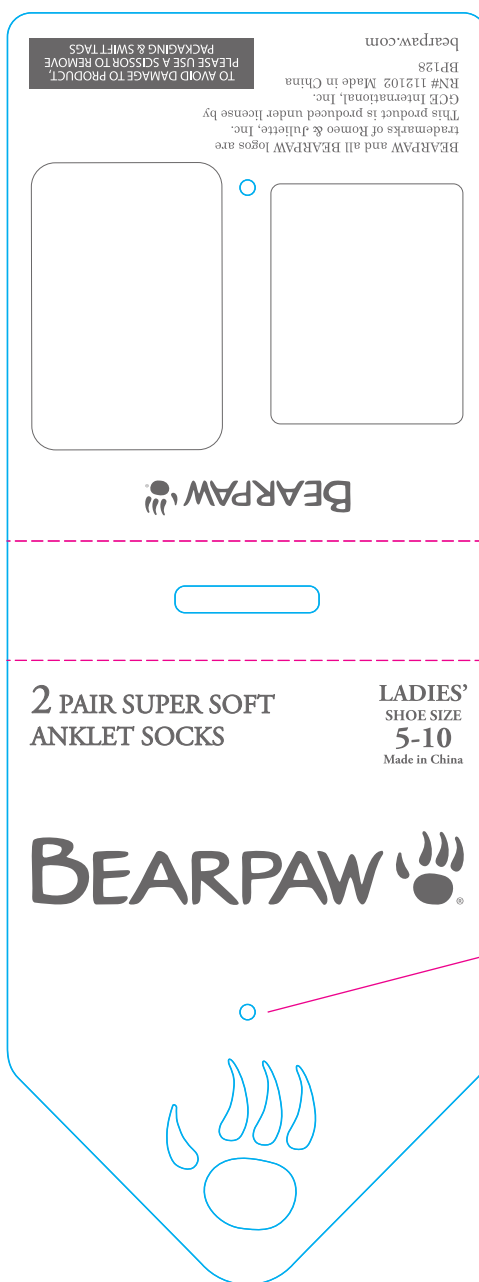 TO AVOID DAMAGE TO PRODUCT,
PLEASE USE A SCISSOR TO REMOVE
PACKAGING & SWIFT TAGS
BEARPAW and all BEARPAW logos are
trademarks of Romeo & Juliette, Inc.
This product is produced under license by
GCE International, Inc.
RN# 112102 Made in China
BP128
bearpaw.com
BEARPAW ®
2 PAIR SUPER SOFT
ANKLET SOCKS
LADIES’
SHOE SIZE
5-10
Made in China
BEARPAW ®